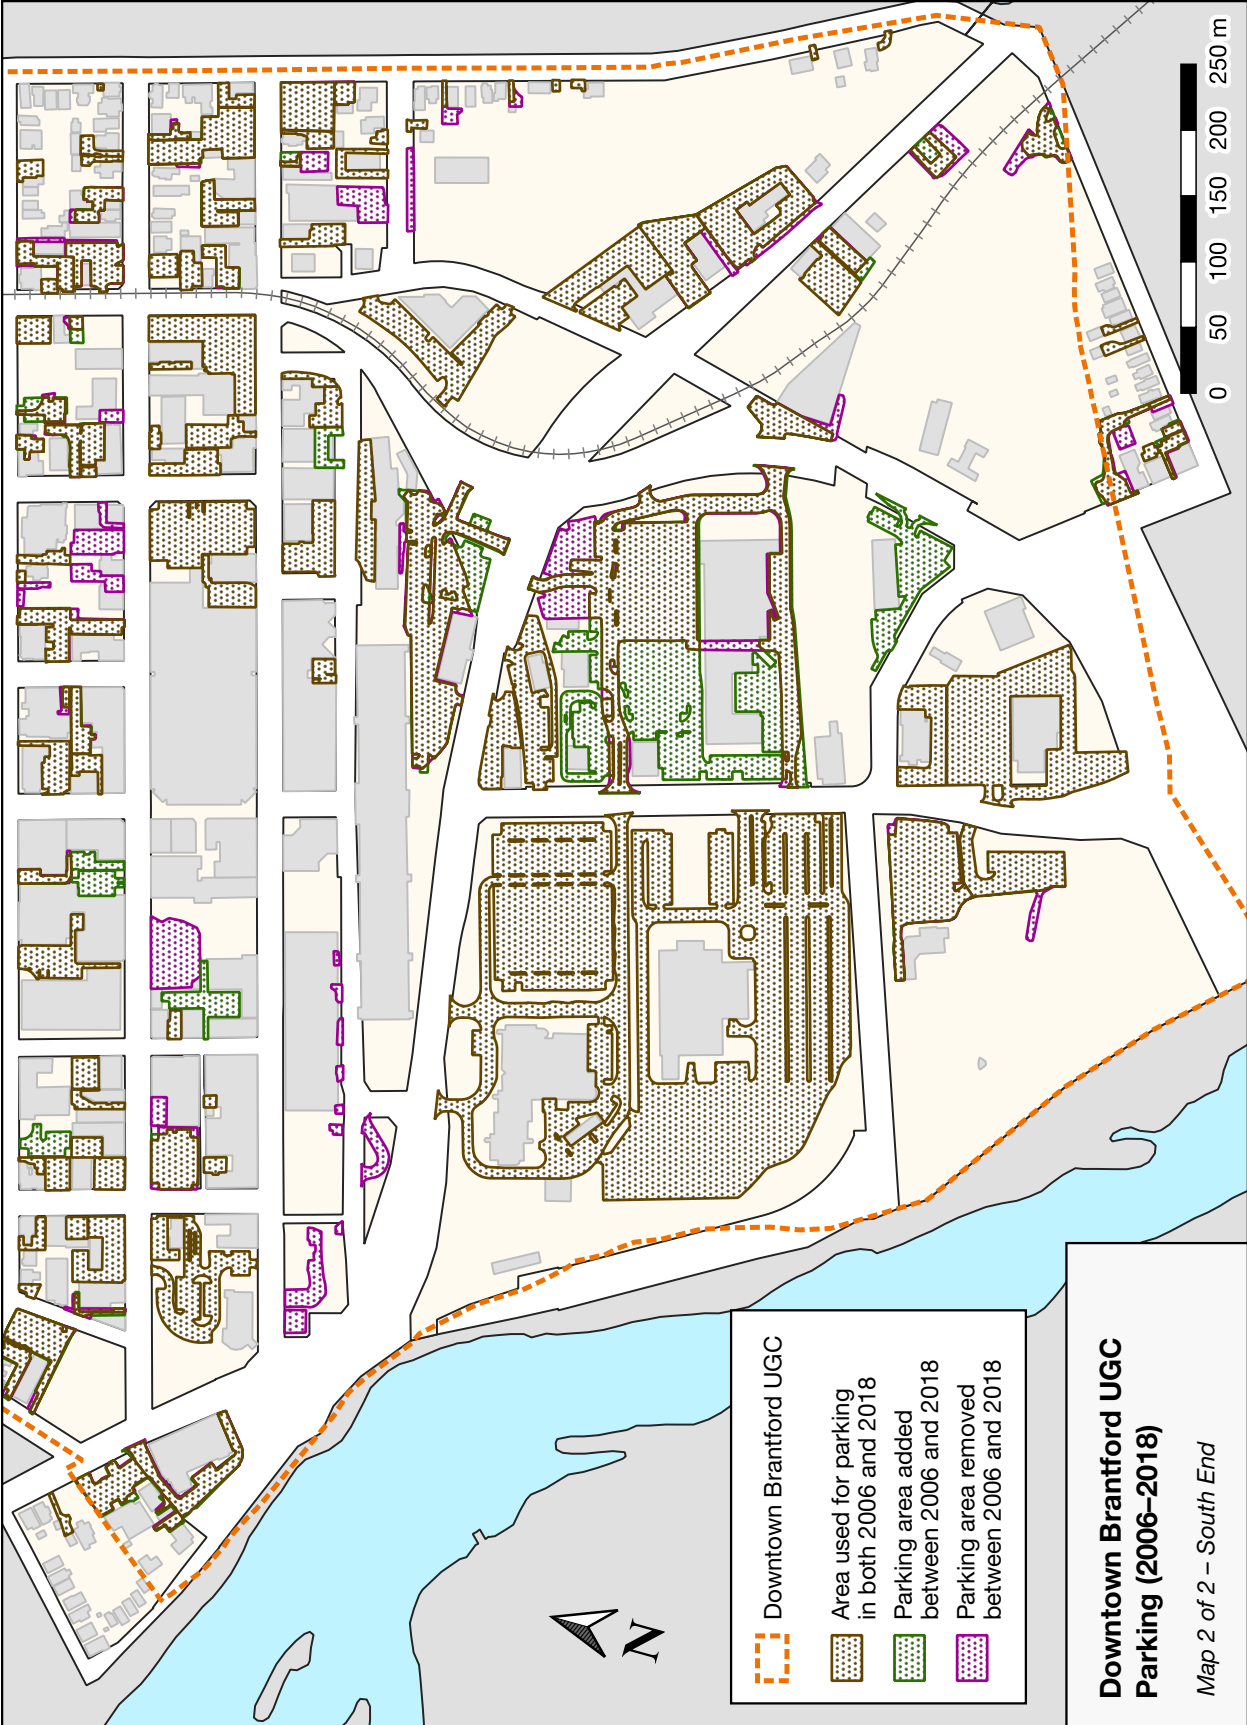 Downtown Brantford UGC
Area used for parking
in both 2006 and 2018
Parking area added
between 2006 and 2018
Parking area removed
between 2006 and 2018
N
Downtown Brantford UGC
Parking (2006–2018)
Map 2 of 2 – South End
0 50 100 150 200 250 m